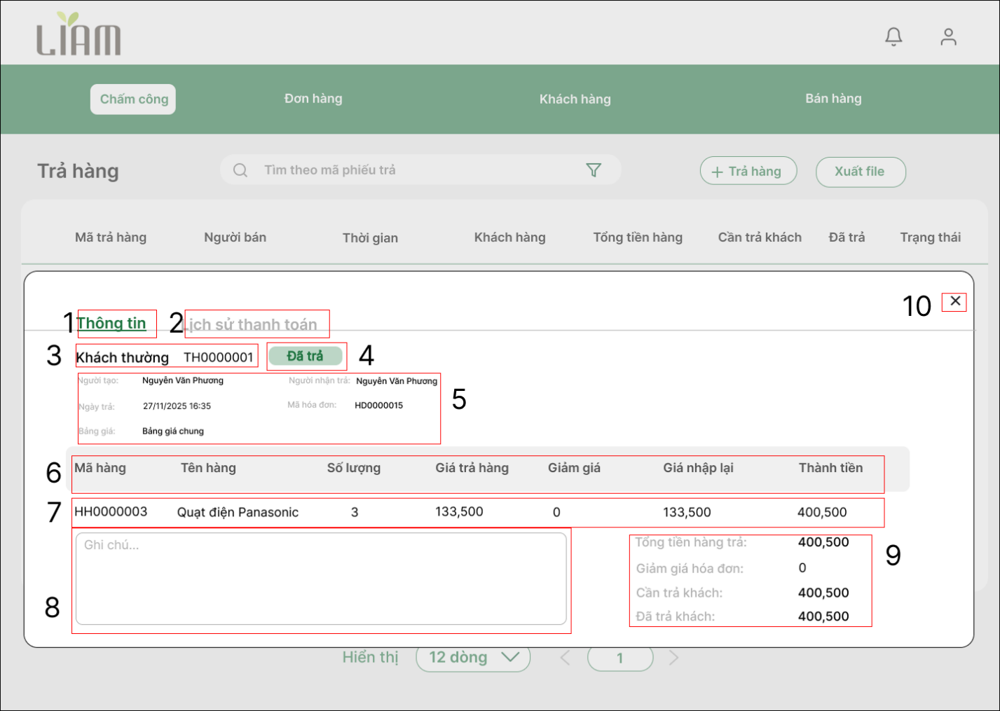 LIAM
Chấm công Đơn hàng Khách hàng Bán hàng
Trả hàng Tìm theo mã phiếu trả + Trả hàng Xuất file
Mã trả hàng Người bán Thời gian Khách hàng Tổng tiền hàng Cần trả khách Đã trả Trạng thái
10 ×
1 Thông tin 2 Lịch sử thanh toán
3 Khách thường TH0000001 Đã trả 4
Người tạo: Nguyễn Văn Phương Người nhận trả: Nguyễn Văn Phương
5
Ngày trả: 27/11/2025 16:35 Mã hóa đơn: HD0000015
Bảng giá: Bảng giá chung
6 Mã hàng Tên hàng Số lượng Giá trả hàng Giảm giá Giá nhập lại Thành tiền
7 HH0000003 Quạt điện Panasonic 3 133,500 0 133,500 400,500
Ghi chú... Tổng tiền hàng trả: 400,500
9
Giảm giá hóa đơn: 0
Cần trả khách: 400,500
8
Đã trả khách: 400,500
Hiển thị 12 dòng 1